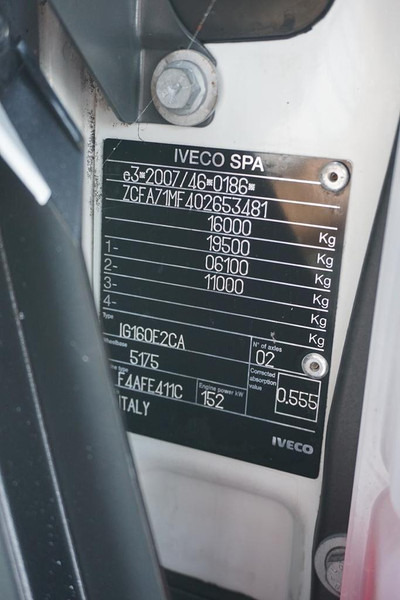 IVECO SPA
e3*2007/46*0186*
ZCFA71MF402653481
16000 Kg
1- 19500 Kg
2- 06100 Kg
3- 11000 Kg
4- Kg
Type IG160E2CA N° of axles 02
Wheelbase 5175 Corrected absorption value 0.555
type F4AFE411C Engine power kW 152
ITALY
IVECO